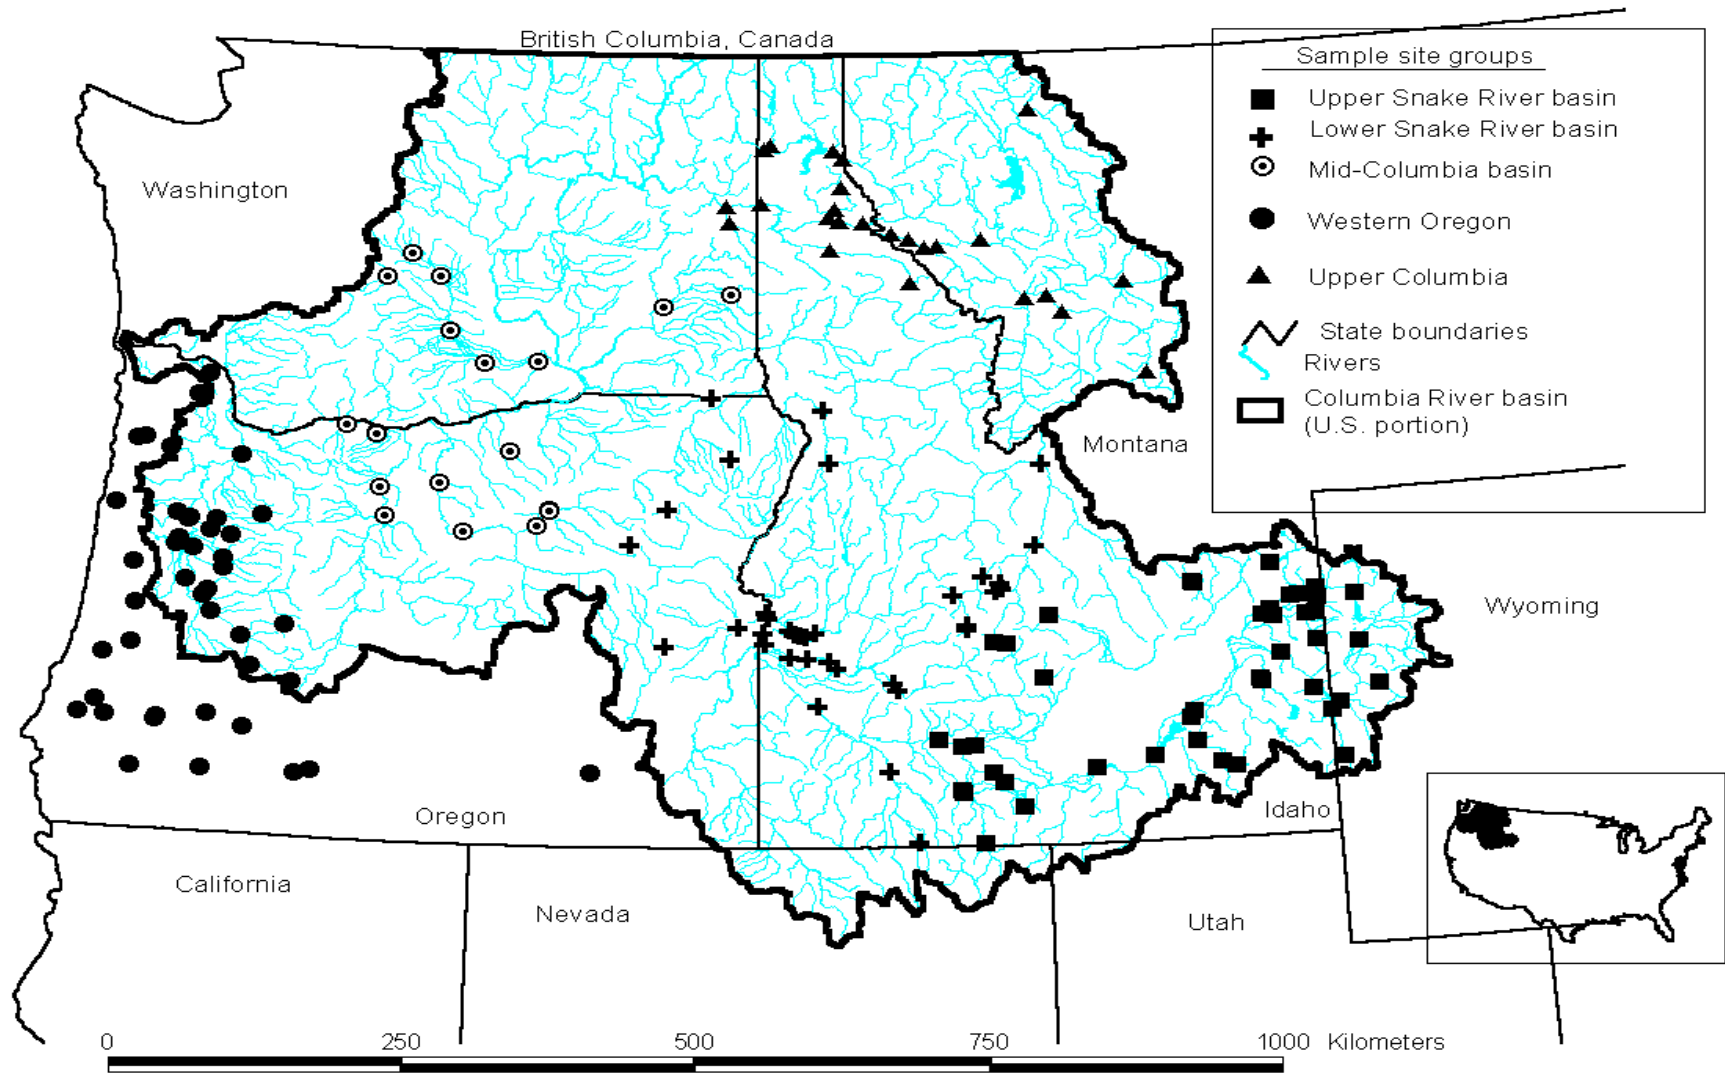 British Columbia, Canada
Sample site groups
Upper Snake River basin
Lower Snake River basin
Mid-Columbia basin
Western Oregon
Upper Columbia
State boundaries
Rivers
Columbia River basin
(U.S. portion)
Washington
Montana
Wyoming
Oregon
Idaho
California
Nevada
Utah
0 250 500 750 1000 Kilometers